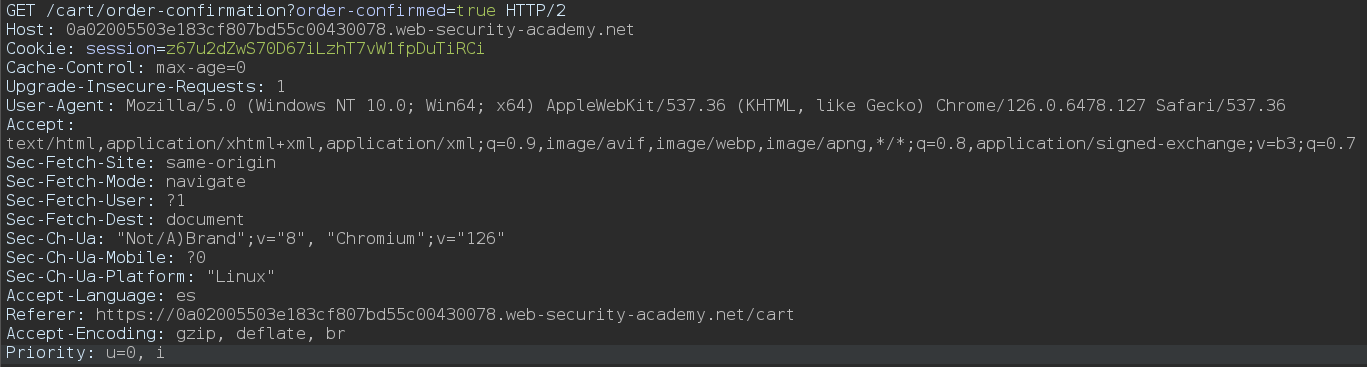 GET /cart/order-confirmation?order-confirmed=true HTTP/2
Host: 0a02005503e183cf807bd55c00430078.web-security-academy.net
Cookie: session=z67u2dZwS70D67iLzhT7vW1fpDuTiRCi
Cache-Control: max-age=0
Upgrade-Insecure-Requests: 1
User-Agent: Mozilla/5.0 (Windows NT 10.0; Win64; x64) AppleWebKit/537.36 (KHTML, like Gecko) Chrome/126.0.6478.127 Safari/537.36
Accept:
text/html,application/xhtml+xml,application/xml;q=0.9,image/avif,image/webp,image/apng,*/*;q=0.8,application/signed-exchange;v=b3;q=0.7
Sec-Fetch-Site: same-origin
Sec-Fetch-Mode: navigate
Sec-Fetch-User: ?1
Sec-Fetch-Dest: document
Sec-Ch-Ua: "Not/A)Brand";v="8", "Chromium";v="126"
Sec-Ch-Ua-Mobile: ?0
Sec-Ch-Ua-Platform: "Linux"
Accept-Language: es
Referer: https://0a02005503e183cf807bd55c00430078.web-security-academy.net/cart
Accept-Encoding: gzip, deflate, br
Priority: u=0, i